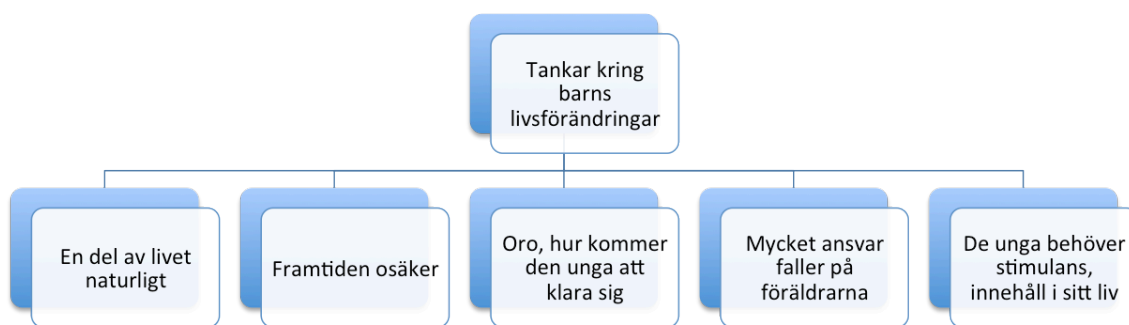 Tankar kring
barns
livsförändringar
En del av livet
naturligt
Framtiden osäker
Oro, hur kommer
den unga att
klara sig
Mycket ansvar
faller på
föräldrarna
De unga behöver
stimulans,
innehåll i sitt liv